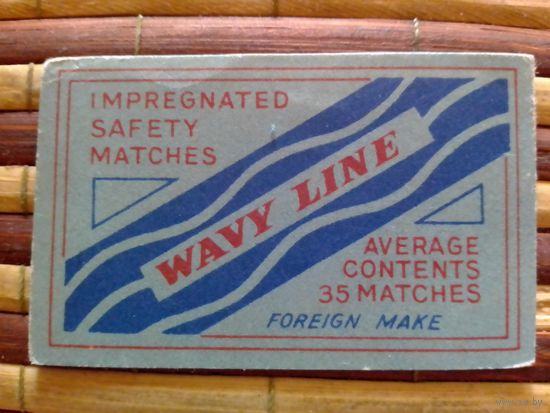 IMPREGNATED
SAFETY
MATCHES
WAVY LINE
AVERAGE
CONTENTS
35 MATCHES
FOREIGN MAKE